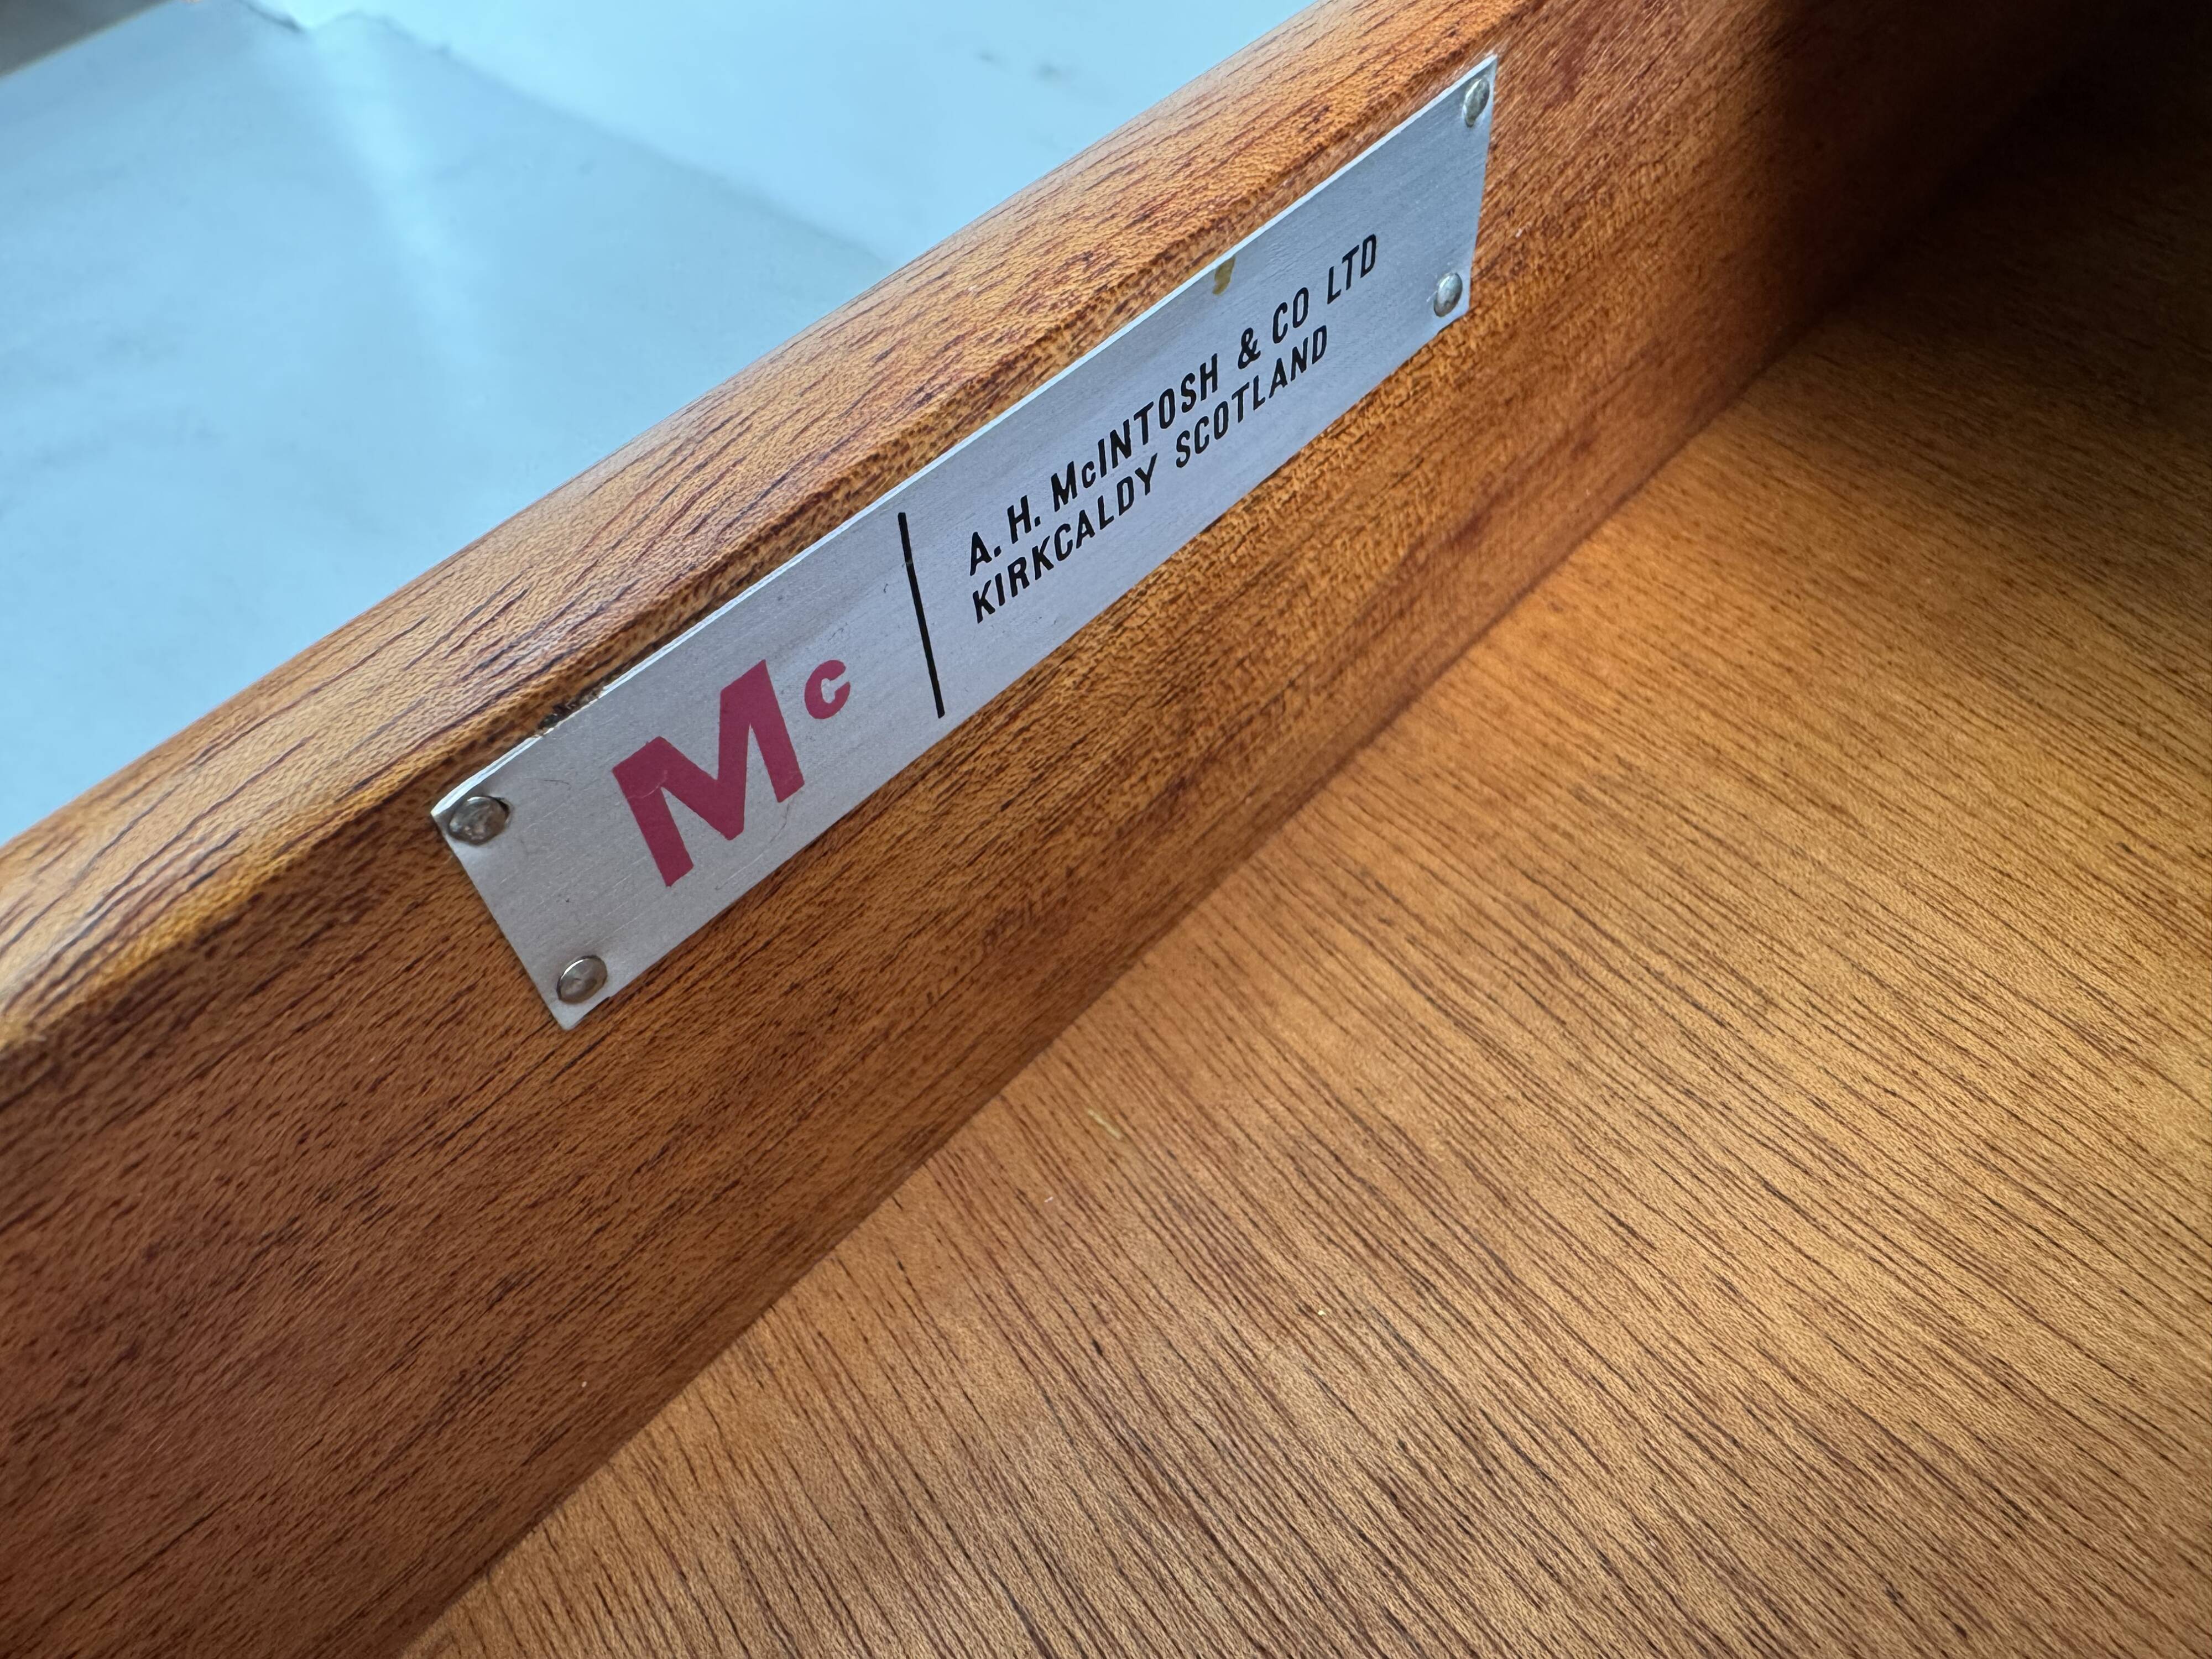 Mc
A. H. McINTOSH & CO LTD
KIRKCALDY SCOTLAND